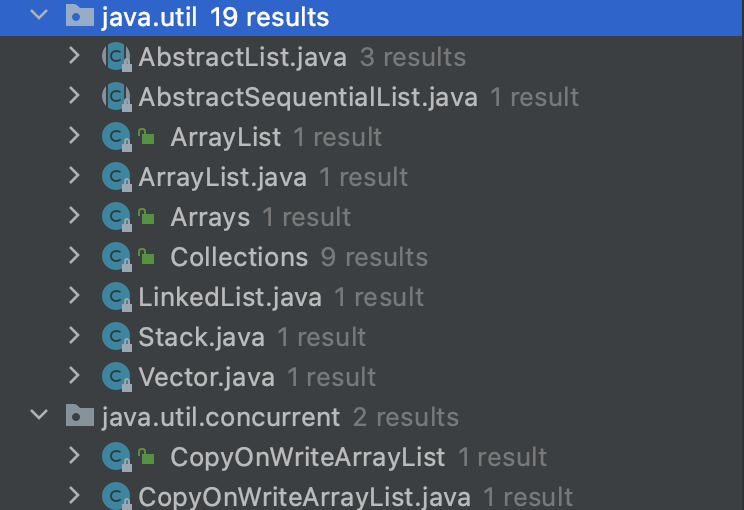 java.util 19 results
AbstractList.java 3 results
AbstractSequentialList.java 1 result
ArrayList 1 result
ArrayList.java 1 result
Arrays 1 result
Collections 9 results
LinkedList.java 1 result
Stack.java 1 result
Vector.java 1 result
java.util.concurrent 2 results
CopyOnWriteArrayList 1 result
CopyOnWriteArrayList.java 1 result